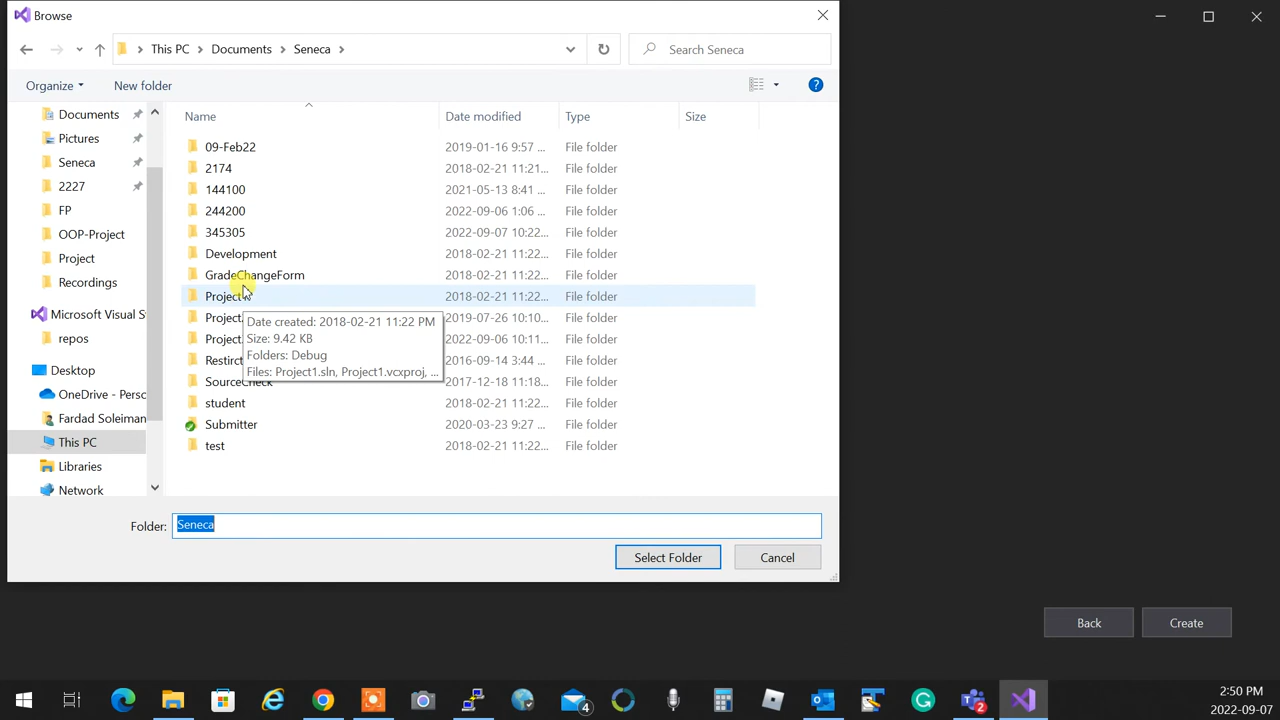 Browse
This PC
Documents
Seneca
Search Seneca
Organize
New folder
Name
Date modified
Type
Size
Documents
Pictures
Seneca
2227
FP
OOP-Project
Project
Recordings
Microsoft Visual S
repos
Desktop
OneDrive - Persc
Fardad Soleiman
This PC
Libraries
Network
09-Feb22 2019-01-16 9:57 ... File folder
2174 2018-02-21 11:21... File folder
144100 2021-05-13 8:41 ... File folder
244200 2022-09-06 1:06 ... File folder
345305 2022-09-07 10:22... File folder
Development 2018-02-21 11:22... File folder
GradeChangeForm 2018-02-21 11:22... File folder
Project 2018-02-21 11:22... File folder
Project 2019-07-26 10:10... File folder
Project 2022-09-06 10:11... File folder
Restirct 2016-09-14 3:44 ... File folder
SourceCheck 2017-12-18 11:18... File folder
student 2018-02-21 11:22... File folder
Submitter 2020-03-23 9:27 ... File folder
test 2018-02-21 11:22... File folder
Date created: 2018-02-21 11:22 PM
Size: 9.42 KB
Folders: Debug
Files: Project1.sln, Project1.vcxproj, ...
Folder: Seneca
Select Folder
Cancel
Back
Create
4
2
2:50 PM
2022-09-07